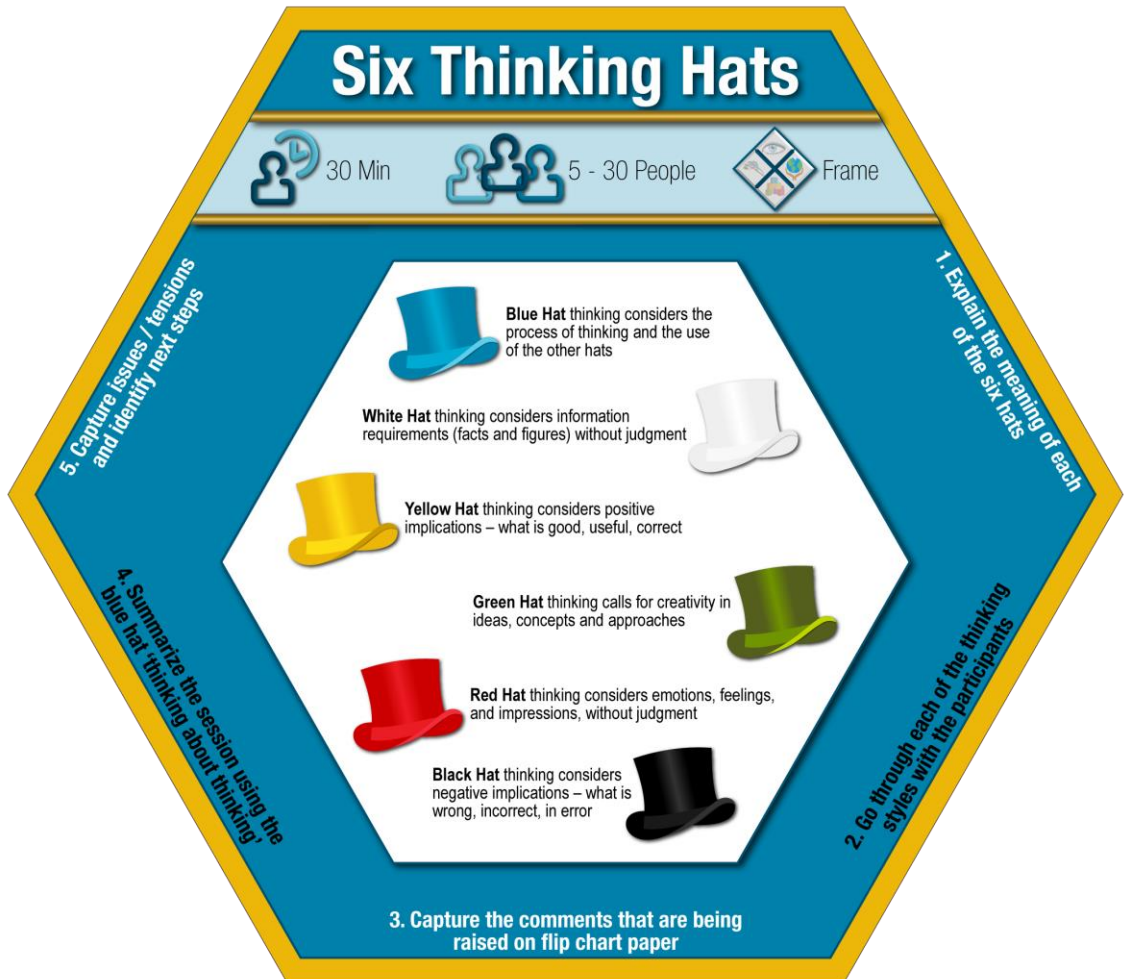 Six Thinking Hats
30 Min
5 - 30 People
Frame
1. Explain the meaning of each
of the six hats
2. Go through each of the thinking
styles with the participants
3. Capture the comments that are being
raised on flip chart paper
4. Summarize the session using the
blue hat ‘thinking about thinking’
5. Capture issues / tensions
and identify next steps
Blue Hat thinking considers the
process of thinking and the use
of the other hats
White Hat thinking considers information
requirements (facts and figures) without judgment
Yellow Hat thinking considers positive
implications – what is good, useful, correct
Green Hat thinking calls for creativity in
ideas, concepts and approaches
Red Hat thinking considers emotions, feelings,
and impressions, without judgment
Black Hat thinking considers
negative implications – what is
wrong, incorrect, in error